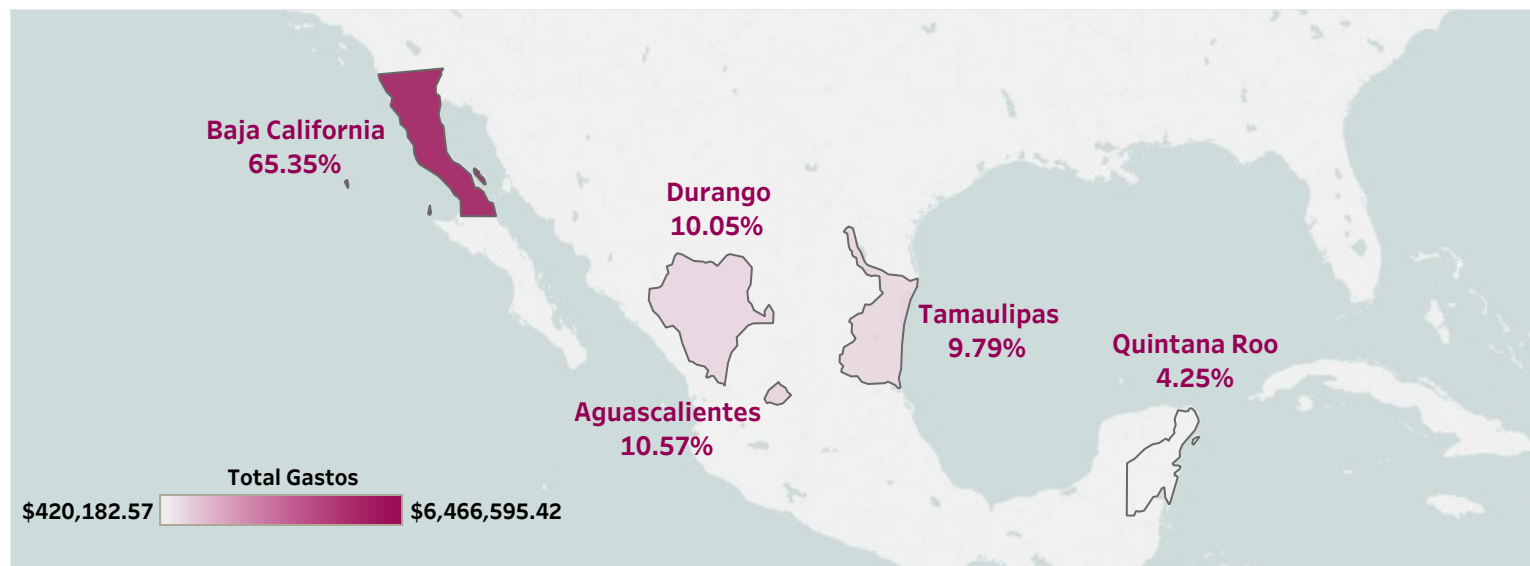 Baja California
65.35%
Durango
10.05%
Tamaulipas
9.79%
Quintana Roo
4.25%
Aguascalientes
10.57%
Total Gastos
$420,182.57
$6,466,595.42